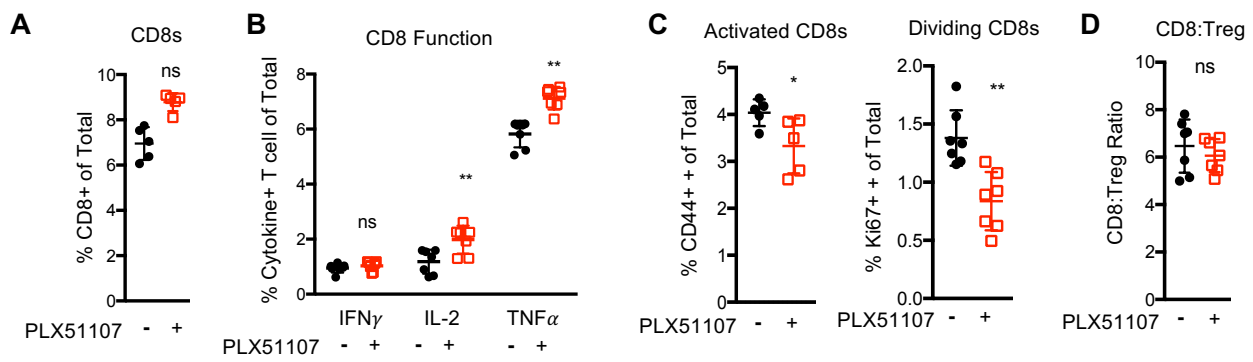 A
CD8s
ns
% CD8+ of Total
10
8
6
4
2
0
PLX51107
- +
B
CD8 Function
**
**
ns
% Cytokine+ T cell of Total
8
6
4
2
0
IFNγ IL-2 TNFα
PLX51107
- + - + - +
C
Activated CD8s
*
% CD44+ + of Total
5
4
3
2
1
0
PLX51107
- +
Dividing CD8s
**
% Ki67+ + of Total
2.0
1.5
1.0
0.5
0.0
- +
D
CD8:Treg
ns
CD8:Treg Ratio
10
8
6
4
2
0
- +